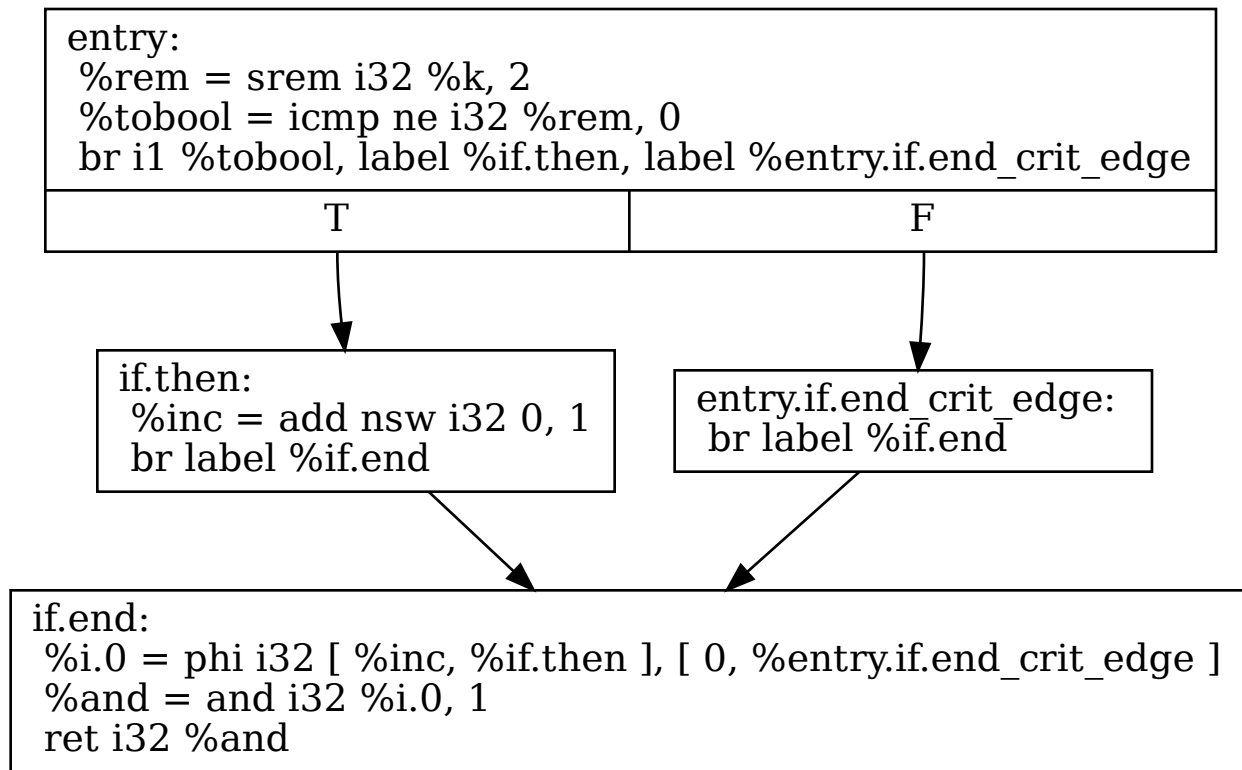 entry:
%rem = srem i32 %k, 2
%tobool = icmp ne i32 %rem, 0
br i1 %tobool, label %if.then, label %entry.if.end_crit_edge
T
F
if.then:
%inc = add nsw i32 0, 1
br label %if.end
entry.if.end_crit_edge:
br label %if.end
if.end:
%i.0 = phi i32 [ %inc, %if.then ], [ 0, %entry.if.end_crit_edge ]
%and = and i32 %i.0, 1
ret i32 %and